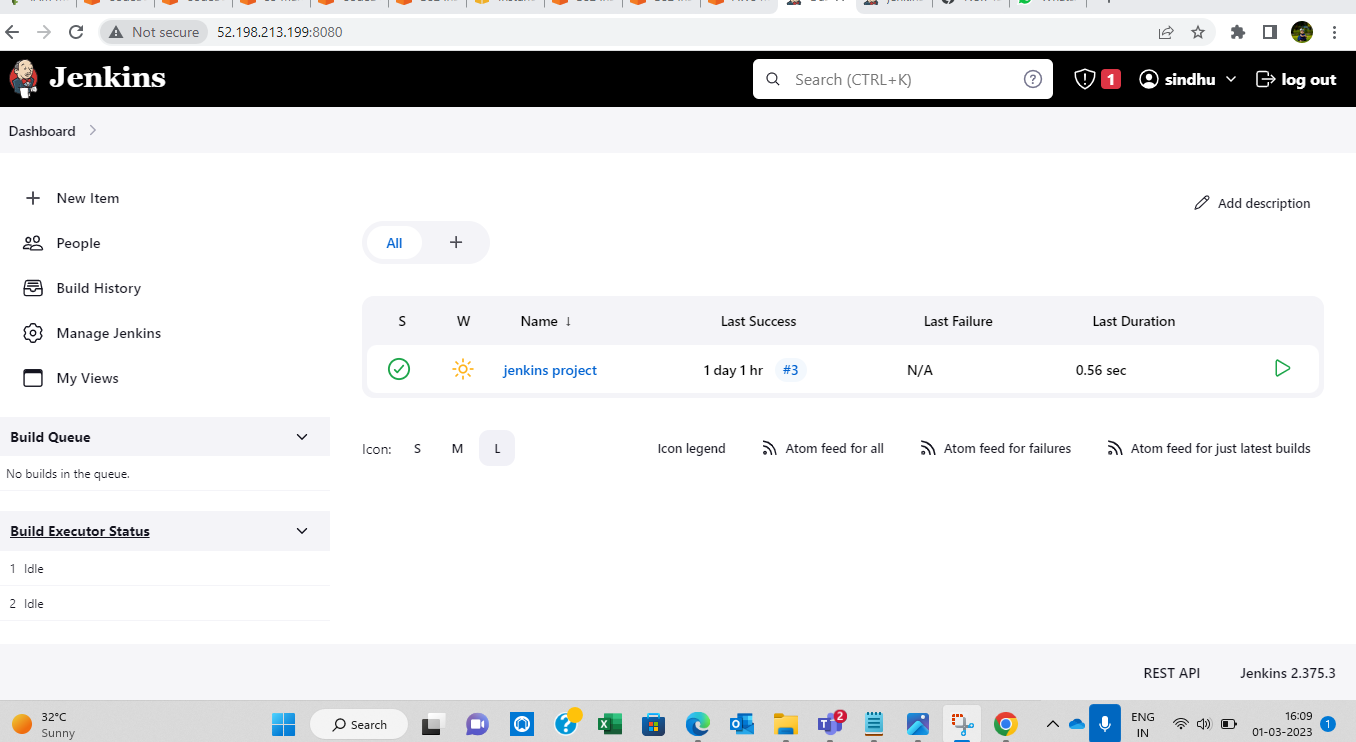 Not secure 52.198.213.199:8080
Jenkins
Search (CTRL+K) ?
1 sindhu log out
Dashboard
New Item
People
Build History
Manage Jenkins
My Views
Build Queue
No builds in the queue.
Build Executor Status
1 Idle
2 Idle
Add description
All +
S W Name ↓ Last Success Last Failure Last Duration
jenkins project 1 day 1 hr #3 N/A 0.56 sec
Icon: S M L Icon legend Atom feed for all Atom feed for failures Atom feed for just latest builds
REST API Jenkins 2.375.3
32°C
Sunny
Search
2
ENG
IN
16:09
01-03-2023
1